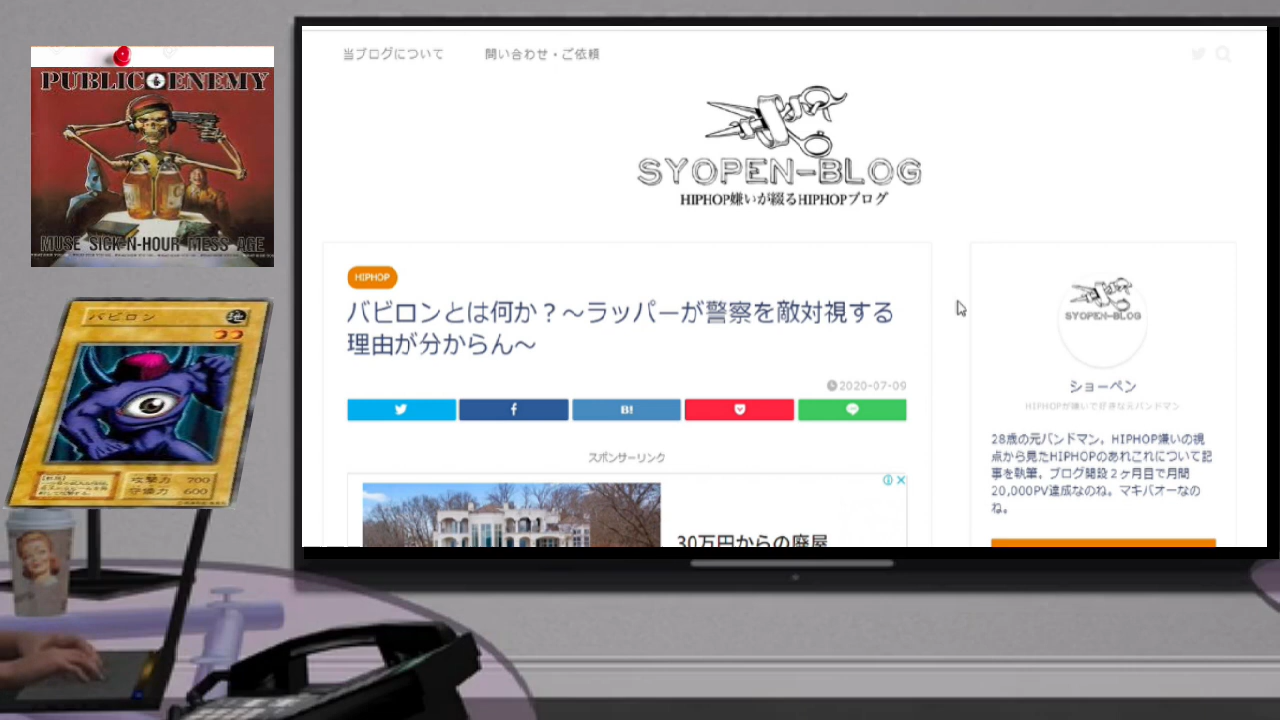 PUBLIC ENEMY
MUSE SICK-N-HOUR MESS AGE
バビロン
地
攻撃力 700
守備力 600
当ブログについて
問い合わせ・ご依頼
SYOPEN-BLOG
HIPHOP嫌いが綴るHIPHOPブログ
HIPHOP
バビロンとは何か？〜ラッパーが警察を敵対視する
理由が分からん〜
2020-07-09
B!
スポンサーリンク
30万円からの廃屋
SYOPEN-BLOG
ショーペン
HIPHOPが嫌いで好きな元バンドマン
28歳の元バンドマン。HIPHOP嫌いの視
点から見たHIPHOPのあれこれについて記
事を執筆。ブログ開設２ヶ月目で月間
20,000PV達成なのね。マキバオーなの
ね。